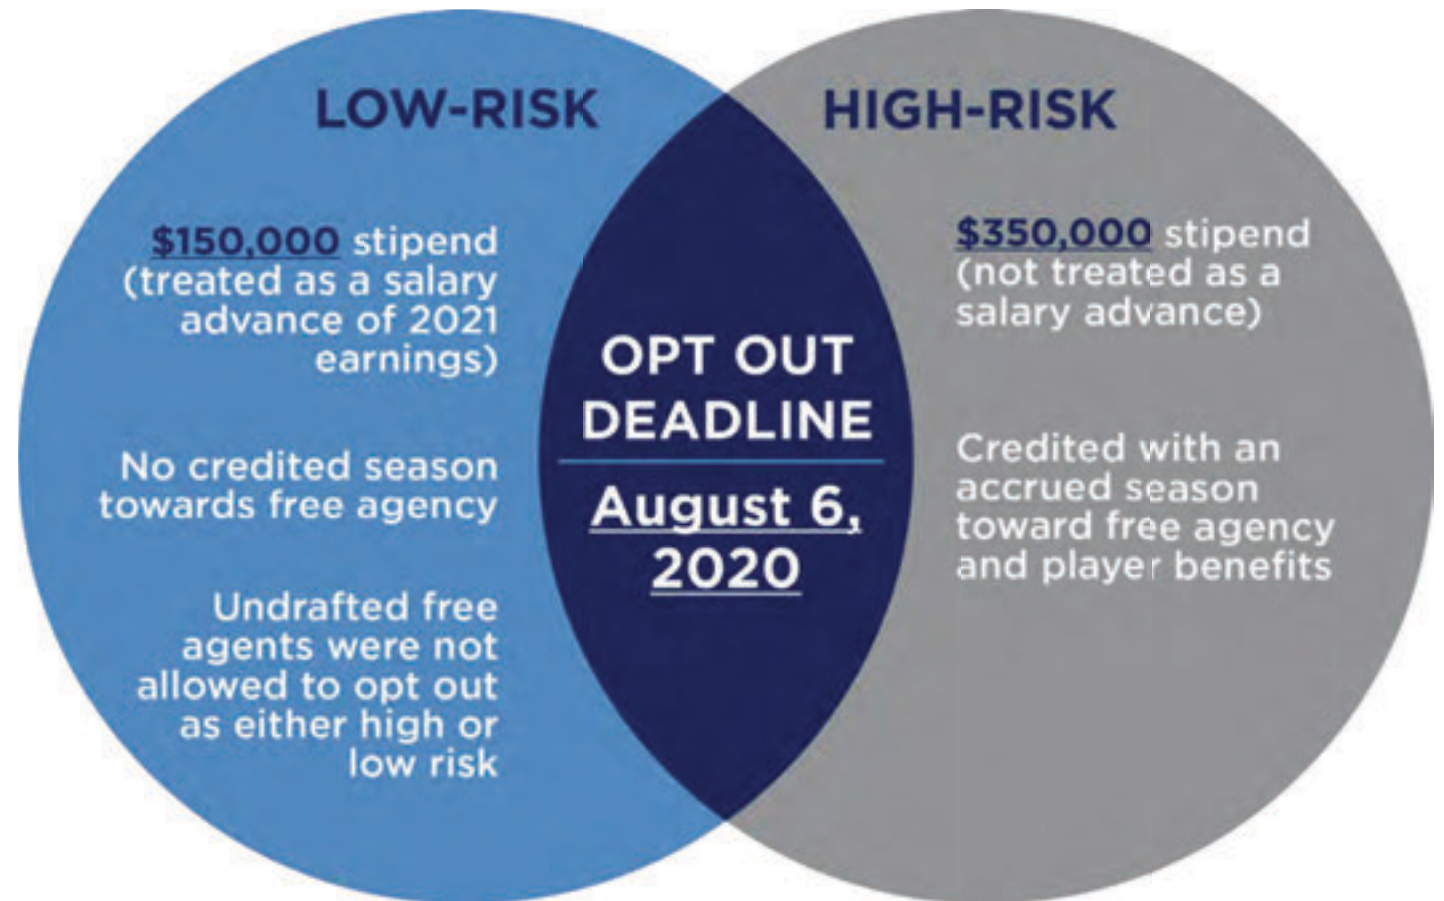 LOW-RISK
$150,000 stipend
(treated as a salary
advance of 2021
earnings)
No credited season
towards free agency
Undrafted free
agents were not
allowed to opt out
as either high or
low risk
OPT OUT
DEADLINE
August 6,
2020
HIGH-RISK
$350,000 stipend
(not treated as a
salary advance)
Credited with an
accrued season
toward free agency
and player benefits